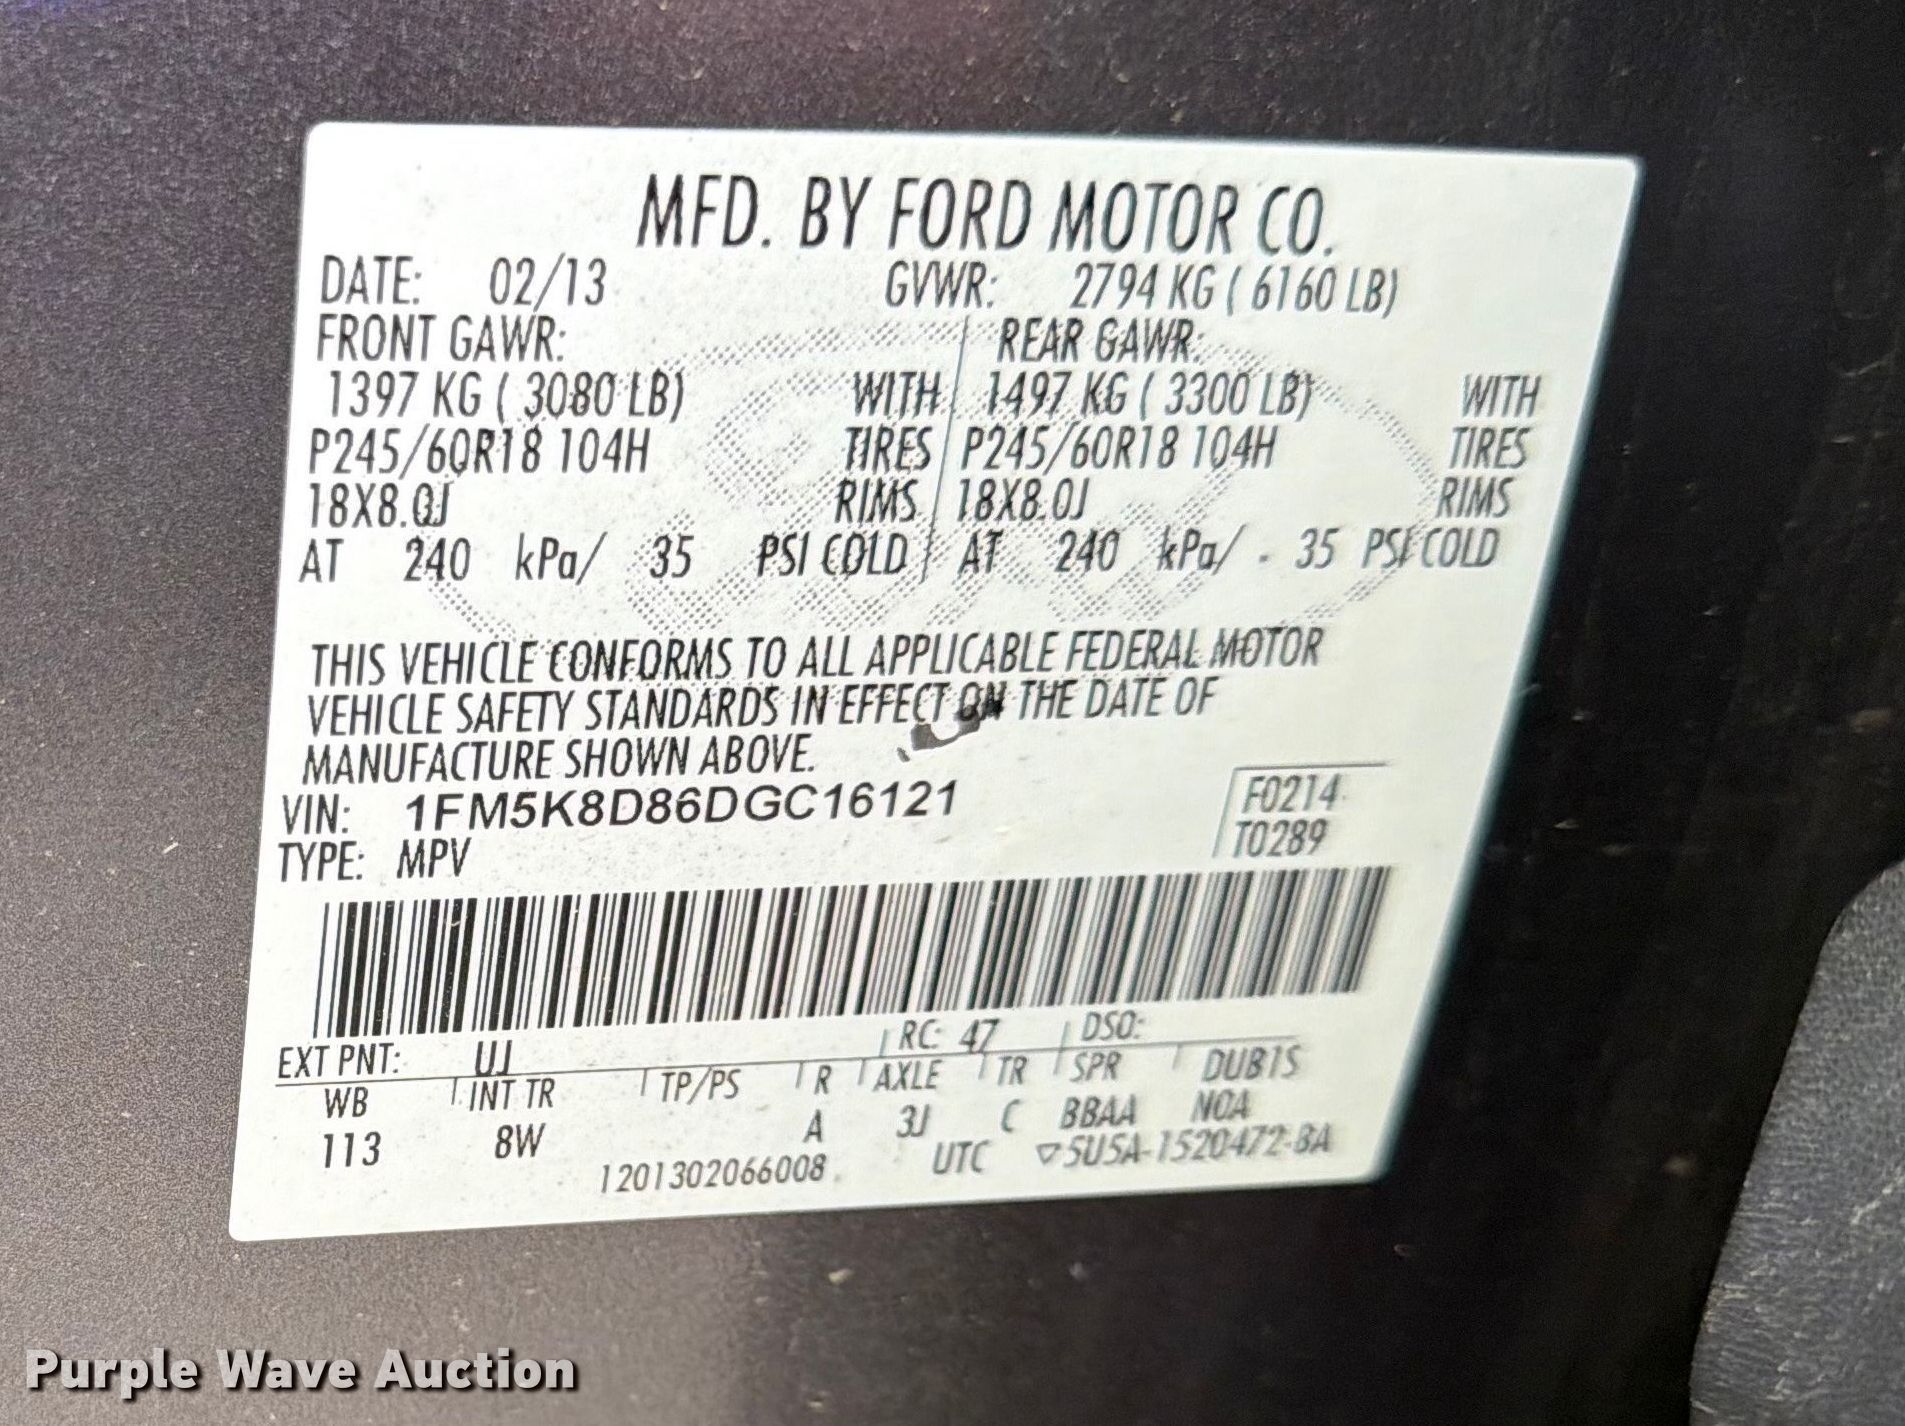 MFD. BY FORD MOTOR CO.
DATE: 02/13 GVWR: 2794 KG ( 6160 LB)
FRONT GAWR: REAR GAWR:
1397 KG ( 3080 LB) WITH 1497 KG ( 3300 LB) WITH
P245/60R18 104H TIRES P245/60R18 104H TIRES
18X8.0J RIMS 18X8.0J RIMS
AT 240 kPa/ 35 PSI COLD AT 240 kPa/ 35 PSI COLD
THIS VEHICLE CONFORMS TO ALL APPLICABLE FEDERAL MOTOR
VEHICLE SAFETY STANDARDS IN EFFECT ON THE DATE OF
MANUFACTURE SHOWN ABOVE.
VIN: 1FM5K8D86DGC16121 F0214
TYPE: MPV T0289
EXT PNT: UJ RC: 47 DSO:
WB INT TR TP/PS R AXLE TR SPR DUB1S
113 8W A 3J C BBAA NOA
1201302066008 UTC ▽5U5A-1520472-BA
Purple Wave Auction